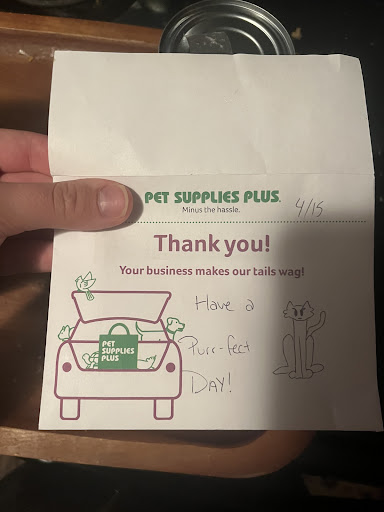 PET SUPPLIES PLUS.
Minus the hassle.
4/15
Thank you!
Your business makes our tails wag!
Have a
Purr-fect
DAY!
PET
SUPPLIES
PLUS